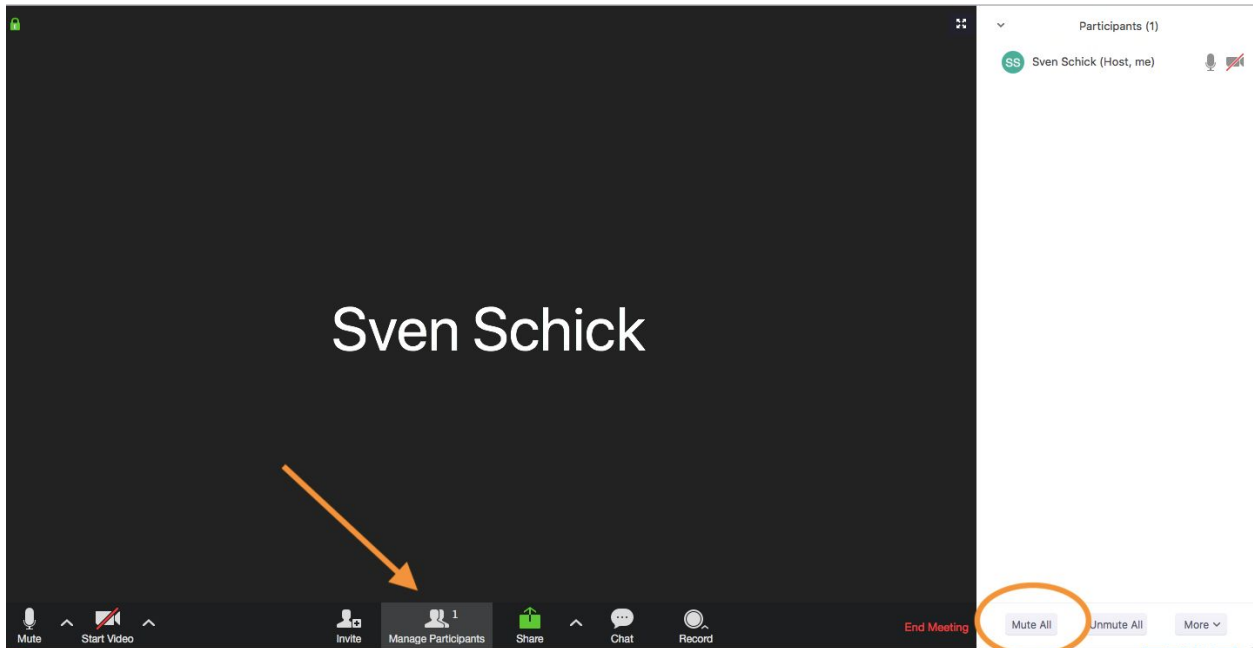 Participants (1)
SS Sven Schick (Host, me)
Sven Schick
1
Mute Start Video Invite Manage Participants Share Chat Record End Meeting
Mute All Unmute All More